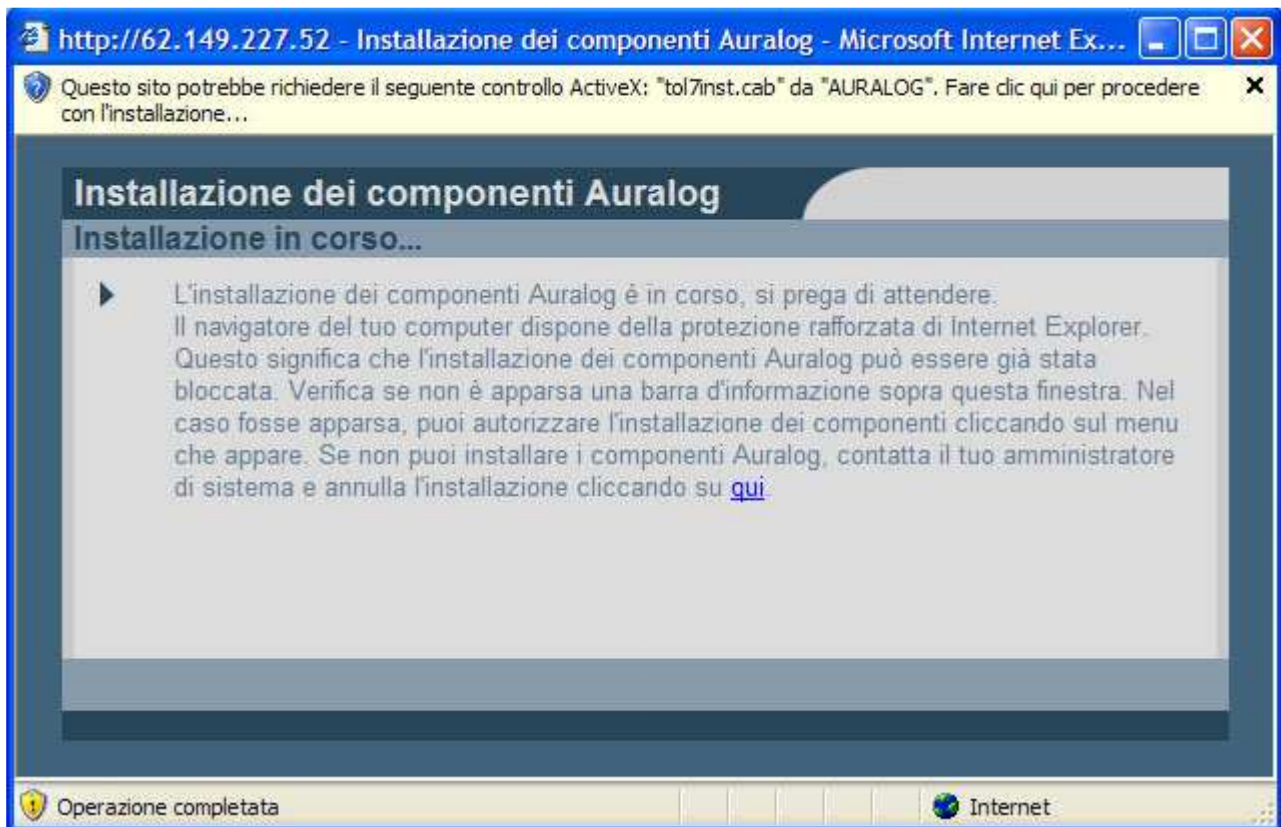 http://62.149.227.52 - Installazione dei componenti Auralog - Microsoft Internet Ex...
Questo sito potrebbe richiedere il seguente controllo ActiveX: "tol7inst.cab" da "AURALOG". Fare clic qui per procedere
con l'installazione...
Installazione dei componenti Auralog
Installazione in corso...
L'installazione dei componenti Auralog è in corso, si prega di attendere.
Il navigatore del tuo computer dispone della protezione rafforzata di Internet Explorer.
Questo significa che l'installazione dei componenti Auralog può essere già stata
bloccata. Verifica se non è apparsa una barra d'informazione sopra questa finestra. Nel
caso fosse apparsa, puoi autorizzare l'installazione dei componenti cliccando sul menu
che appare. Se non puoi installare i componenti Auralog, contatta il tuo amministratore
di sistema e annulla l'installazione cliccando su qui
Operazione completata
Internet